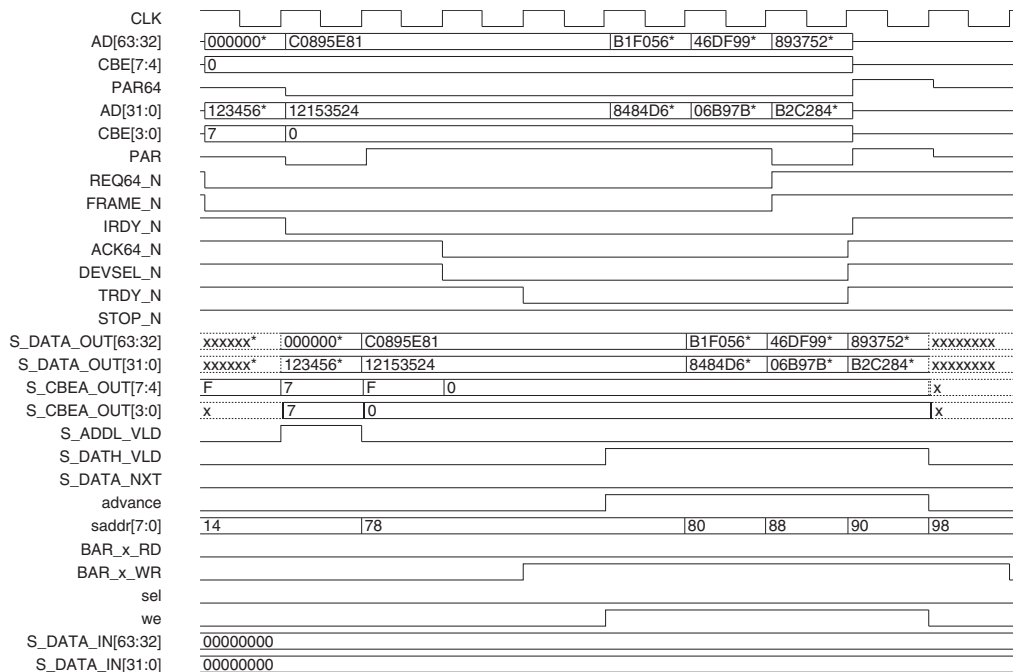 CLK
AD[63:32] 000000* C0895E81 B1F056* 46DF99* 893752*
CBE[7:4] 0
PAR64
AD[31:0] 123456* 12153524 8484D6* 06B97B* B2C284*
CBE[3:0] 7 0
PAR
REQ64_N
FRAME_N
IRDY_N
ACK64_N
DEVSEL_N
TRDY_N
STOP_N
S_DATA_OUT[63:32] xxxxxx* 000000* C0895E81 B1F056* 46DF99* 893752* xxxxxxxx
S_DATA_OUT[31:0] xxxxxx* 123456* 12153524 8484D6* 06B97B* B2C284* xxxxxxxx
S_CBEA_OUT[7:4] F 7 F 0 x
S_CBEA_OUT[3:0] x 7 0 x
S_ADDL_VLD
S_DATH_VLD
S_DATA_NXT
advance
saddr[7:0] 14 78 80 88 90 98
BAR_x_RD
BAR_x_WR
sel
we
S_DATA_IN[63:32] 00000000
S_DATA_IN[31:0] 00000000